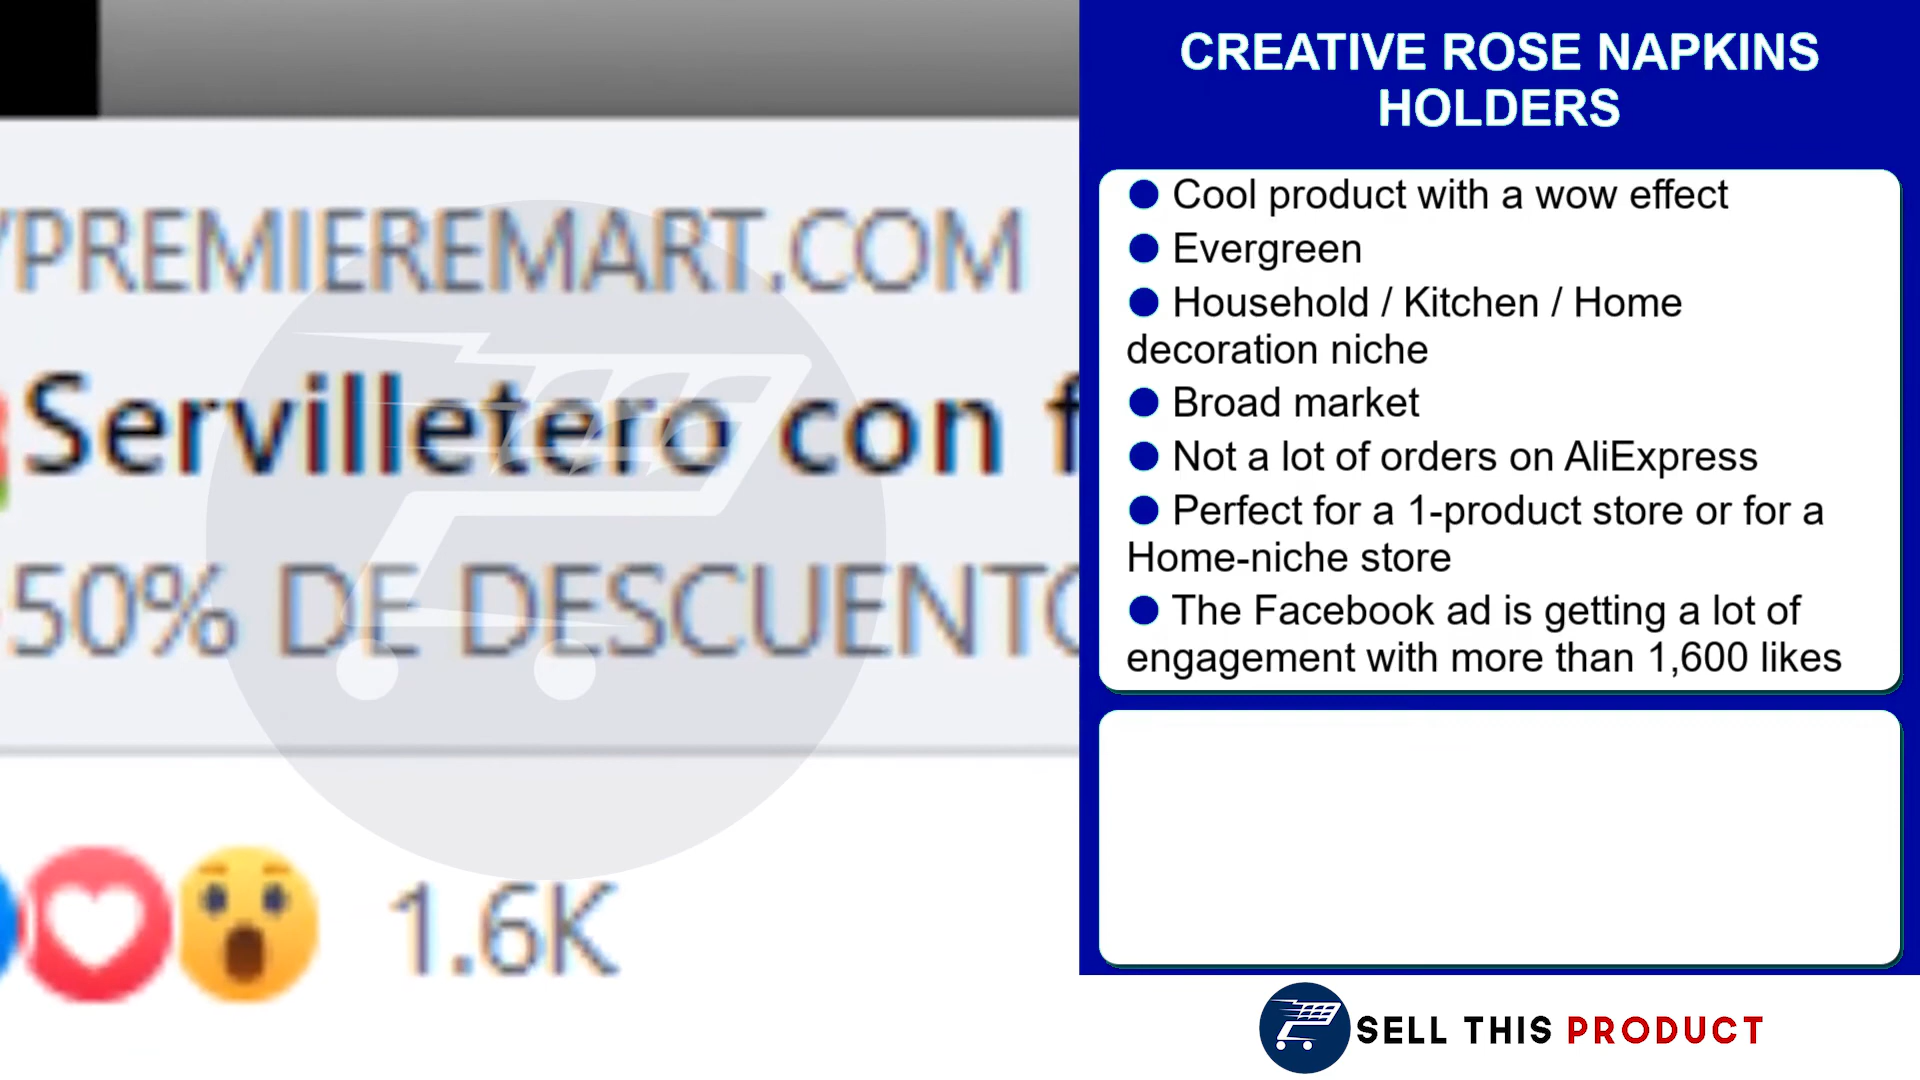 PREMIEREMART.COM
Servilletero con
50% DE DESCUENTO
1.6K
CREATIVE ROSE NAPKINS
HOLDERS
Cool product with a wow effect
Evergreen
Household / Kitchen / Home
decoration niche
Broad market
Not a lot of orders on AliExpress
Perfect for a 1-product store or for a
Home-niche store
The Facebook ad is getting a lot of
engagement with more than 1,600 likes
SELL THIS PRODUCT